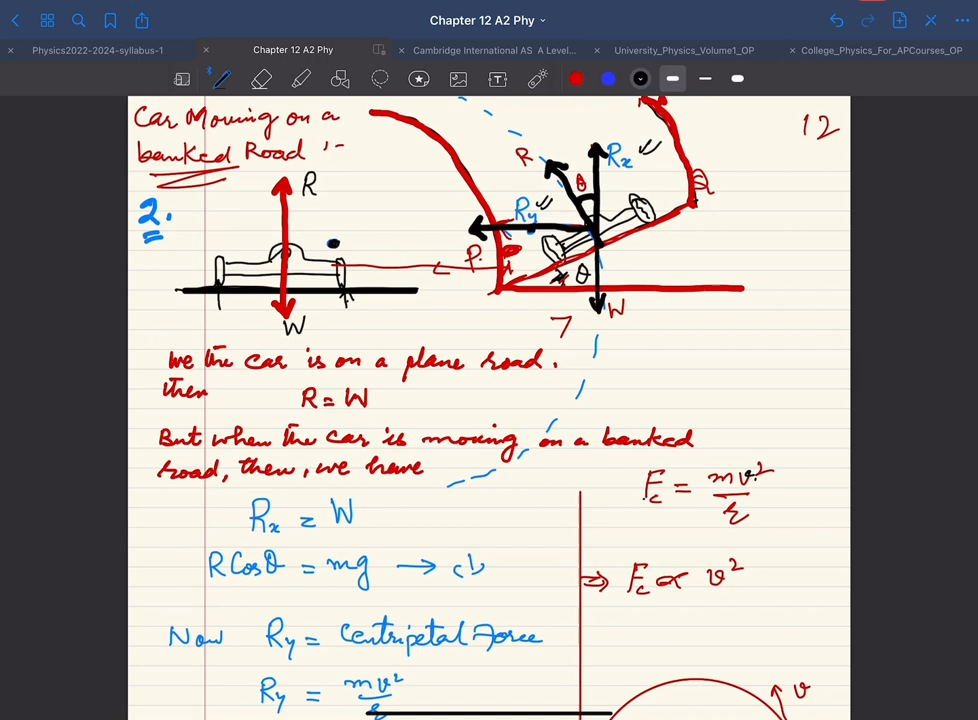 Chapter 12 A2 Phy
Physics2022-2024-syllabus-1
Chapter 12 A2 Phy
Cambridge International AS A Level...
University_Physics_Volume1_OP
College_Physics_For_APCourses_OP
Car Moving on a
banked Road :-
12
2.
R
W
R
θ
Rx
Ry
P
θ
W
We the car is on a plane road.
then R = W
But when the car is moving on a banked
road, then, we have
Rx = W
R Cosθ = mg → (1)
Now Ry = Centripetal Force
Ry = mv²/r
Fc = mv²/r
⇒ Fc ∝ v²
v